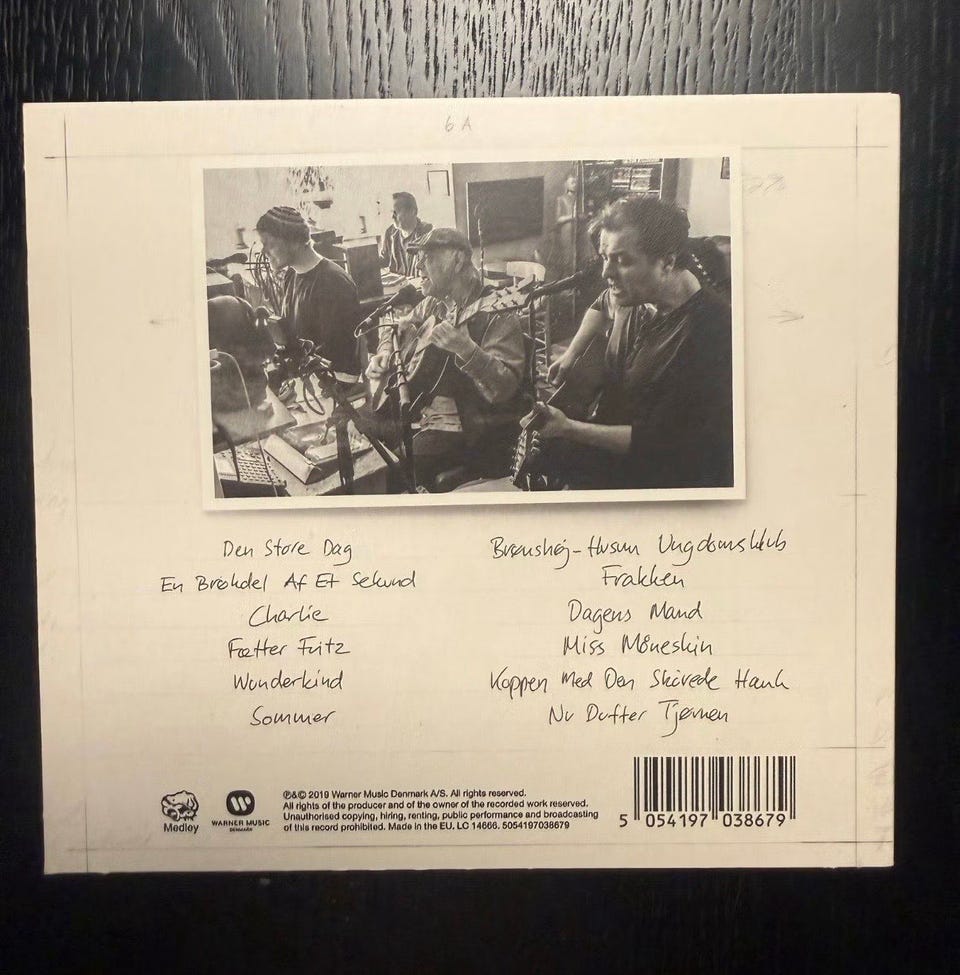 6 A
Den Store Dag
En Brøkdel Af Et Sekund
Charlie
Fætter Fritz
Wunderkind
Sommer
Brønshøj-Husum Ungdomsklub
Frakken
Dagens Mand
Miss Måneskin
Koppen Med Den Skårede Hank
Nu Dufter Tjørnen
Medley
WARNER MUSIC
DENMARK
℗&© 2019 Warner Music Denmark A/S. All rights reserved.
All rights of the producer and of the owner of the recorded work reserved.
Unauthorised copying, hiring, renting, public performance and broadcasting
of this record prohibited. Made in the EU. LC 14666. 5054197038679
5 054197 038679